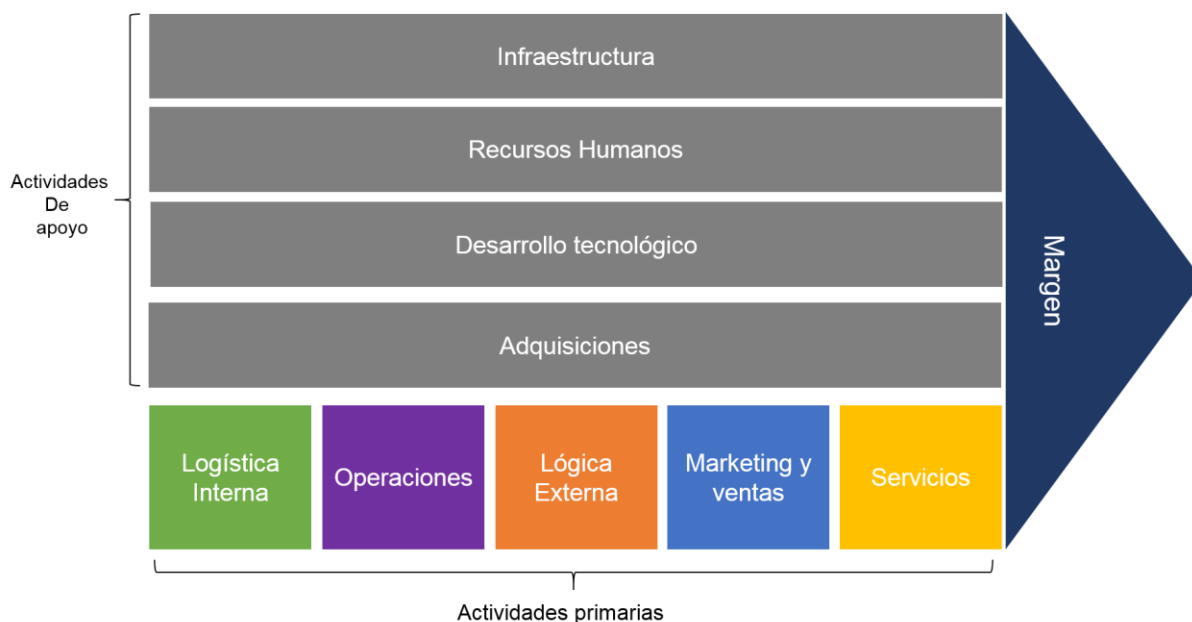 Actividades
De
apoyo
Infraestructura
Recursos Humanos
Desarrollo tecnológico
Adquisiciones
Margen
Logística
Interna
Operaciones
Lógica
Externa
Marketing y
ventas
Servicios
Actividades primarias